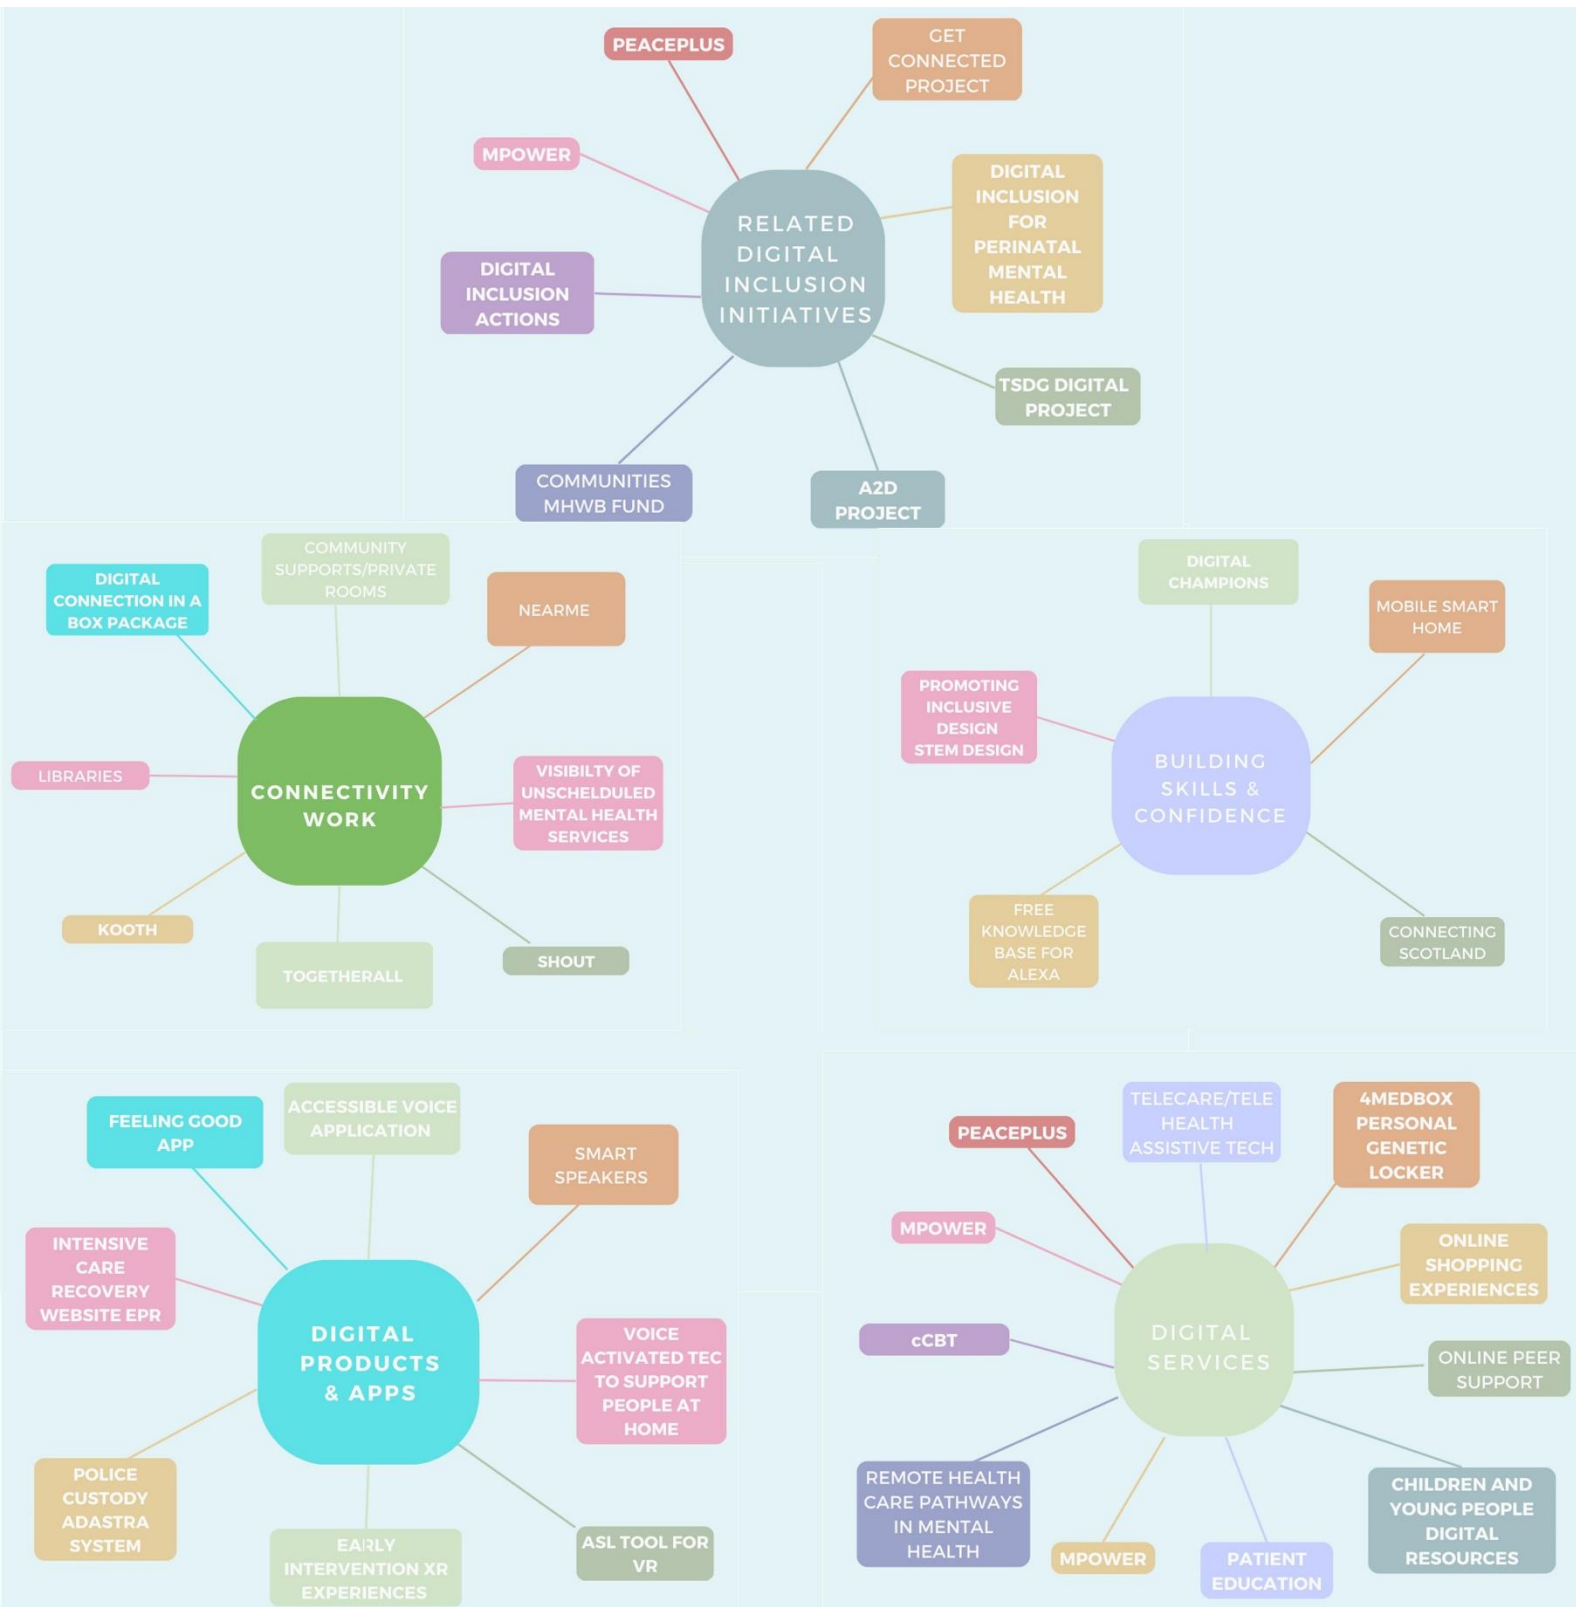 PEACEPLUS
GET
CONNECTED
PROJECT
MPOWER
DIGITAL
INCLUSION
FOR
PERINATAL
MENTAL
HEALTH
RELATED
DIGITAL
INCLUSION
INITIATIVES
DIGITAL
INCLUSION
ACTIONS
TSDG DIGITAL
PROJECT
COMMUNITIES
MHWB FUND
A2D
PROJECT
DIGITAL
CONNECTION IN A
BOX PACKAGE
COMMUNITY
SUPPORTS/PRIVATE
ROOMS
NEARME
LIBRARIES
CONNECTIVITY
WORK
VISIBILTY OF
UNSCHELDULED
MENTAL HEALTH
SERVICES
KOOTH
TOGETHERALL
SHOUT
DIGITAL
CHAMPIONS
MOBILE SMART
HOME
PROMOTING
INCLUSIVE
DESIGN
STEM DESIGN
BUILDING
SKILLS &
CONFIDENCE
FREE
KNOWLEDGE
BASE FOR
ALEXA
CONNECTING
SCOTLAND
FEELING GOOD
APP
ACCESSIBLE VOICE
APPLICATION
SMART
SPEAKERS
INTENSIVE
CARE
RECOVERY
WEBSITE EPR
DIGITAL
PRODUCTS
& APPS
VOICE
ACTIVATED TEC
TO SUPPORT
PEOPLE AT
HOME
POLICE
CUSTODY
ADASTRA
SYSTEM
EARLY
INTERVENTION XR
EXPERIENCES
ASL TOOL FOR
VR
PEACEPLUS
TELECARE/TELE
HEALTH
ASSISTIVE TECH
4MEDBOX
PERSONAL
GENETIC
LOCKER
MPOWER
ONLINE
SHOPPING
EXPERIENCES
cCBT
DIGITAL
SERVICES
ONLINE PEER
SUPPORT
REMOTE HEALTH
CARE PATHWAYS
IN MENTAL
HEALTH
MPOWER
PATIENT
EDUCATION
CHILDREN AND
YOUNG PEOPLE
DIGITAL
RESOURCES